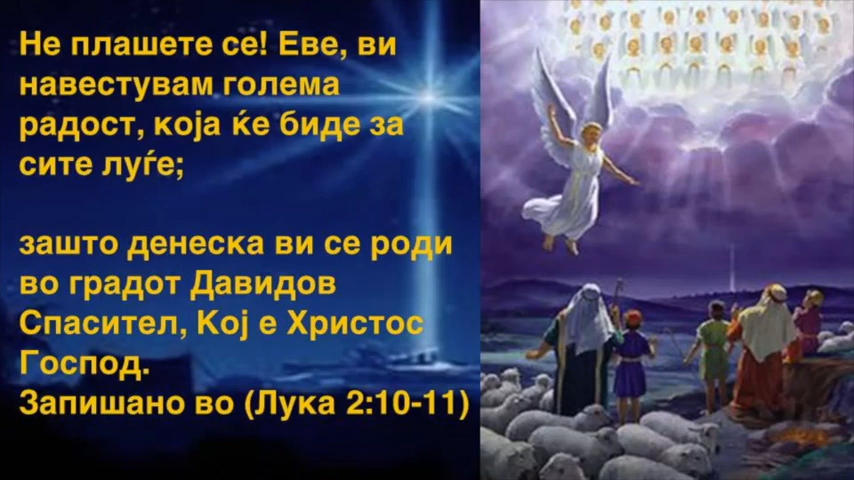 Не плашете се! Еве, ви
навестувам голема
радост, која ќе биде за
сите луѓе;
зашто денеска ви се роди
во градот Давидов
Спасител, Кој е Христос
Господ.
Запишано во (Лука 2:10-11)